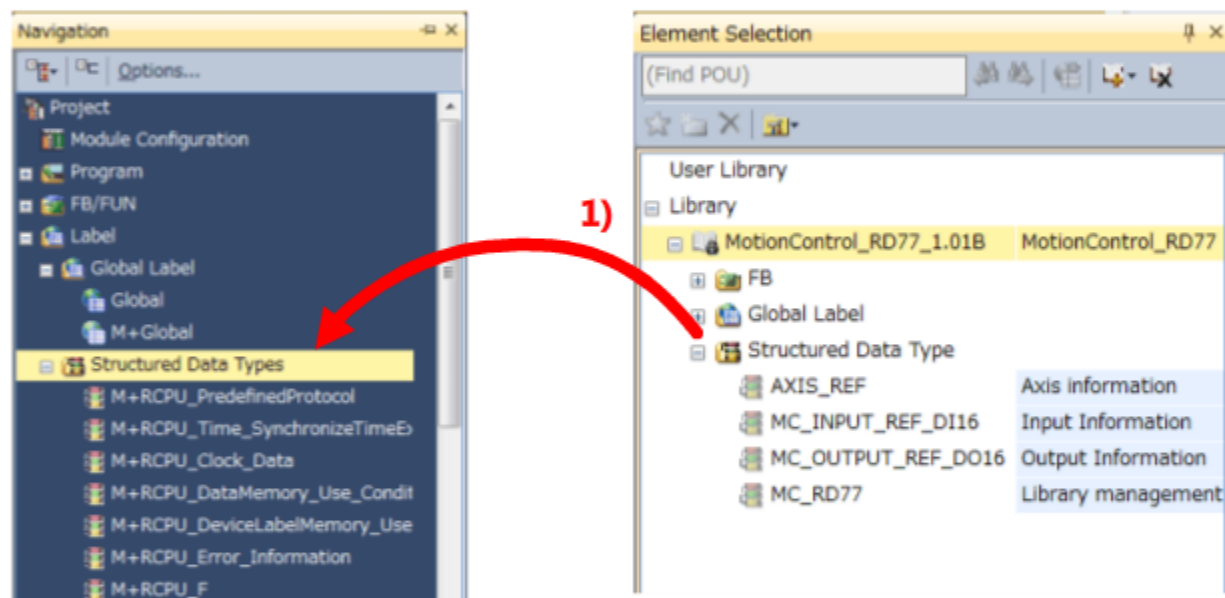 Navigation
Options...
Project
Module Configuration
Program
FB/FUN
Label
Global Label
Global
M+Global
Structured Data Types
M+RCPU_PredefinedProtocol
M+RCPU_Time_SynchronizeTimeEx
M+RCPU_Clock_Data
M+RCPU_DataMemory_Use_Condit
M+RCPU_DeviceLabelMemory_Use
M+RCPU_Error_Information
M+RCPU_F
1)
Element Selection
(Find POU)
User Library
Library
MotionControl_RD77_1.01B MotionControl_RD77
FB
Global Label
Structured Data Type
AXIS_REF Axis information
MC_INPUT_REF_DI16 Input Information
MC_OUTPUT_REF_DO16 Output Information
MC_RD77 Library management